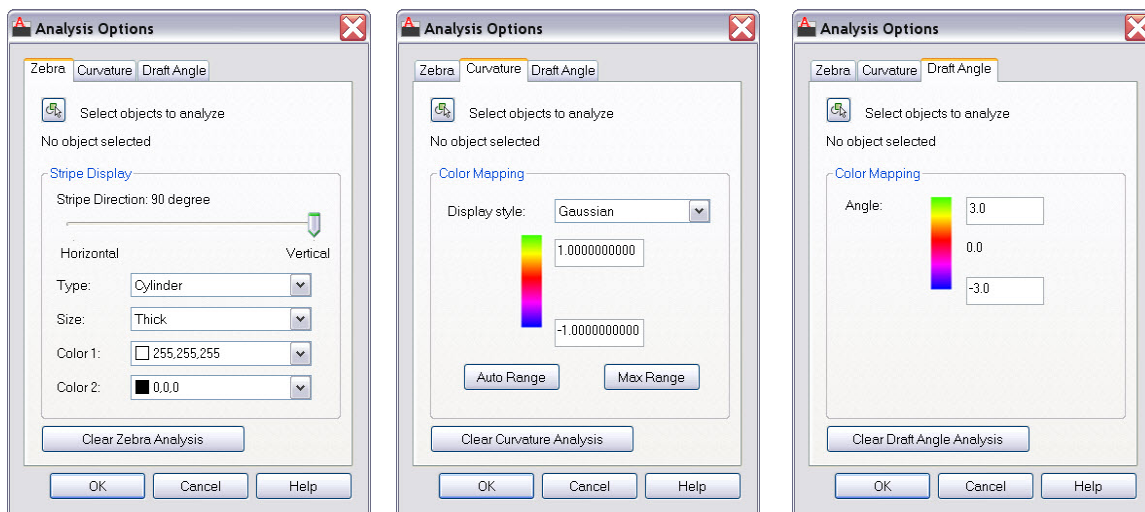 Analysis Options
Zebra Curvature Draft Angle
Select objects to analyze
No object selected
Stripe Display
Stripe Direction: 90 degree
Horizontal Vertical
Type: Cylinder
Size: Thick
Color 1: 255,255,255
Color 2: 0,0,0
Clear Zebra Analysis
OK Cancel Help
Analysis Options
Zebra Curvature Draft Angle
Select objects to analyze
No object selected
Color Mapping
Display style: Gaussian
1.0000000000
-1.0000000000
Auto Range Max Range
Clear Curvature Analysis
OK Cancel Help
Analysis Options
Zebra Curvature Draft Angle
Select objects to analyze
No object selected
Color Mapping
Angle: 3.0
0.0
-3.0
Clear Draft Angle Analysis
OK Cancel Help